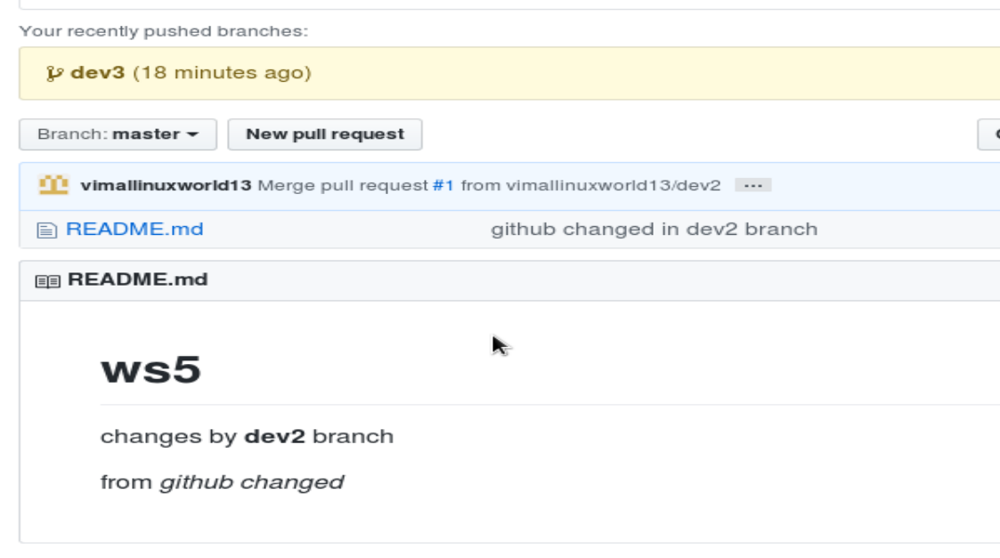 Your recently pushed branches:
dev3 (18 minutes ago)
Branch: master
New pull request
vimallinuxworld13 Merge pull request #1 from vimallinuxworld13/dev2 ...
README.md
github changed in dev2 branch
README.md
ws5
changes by dev2 branch
from github changed